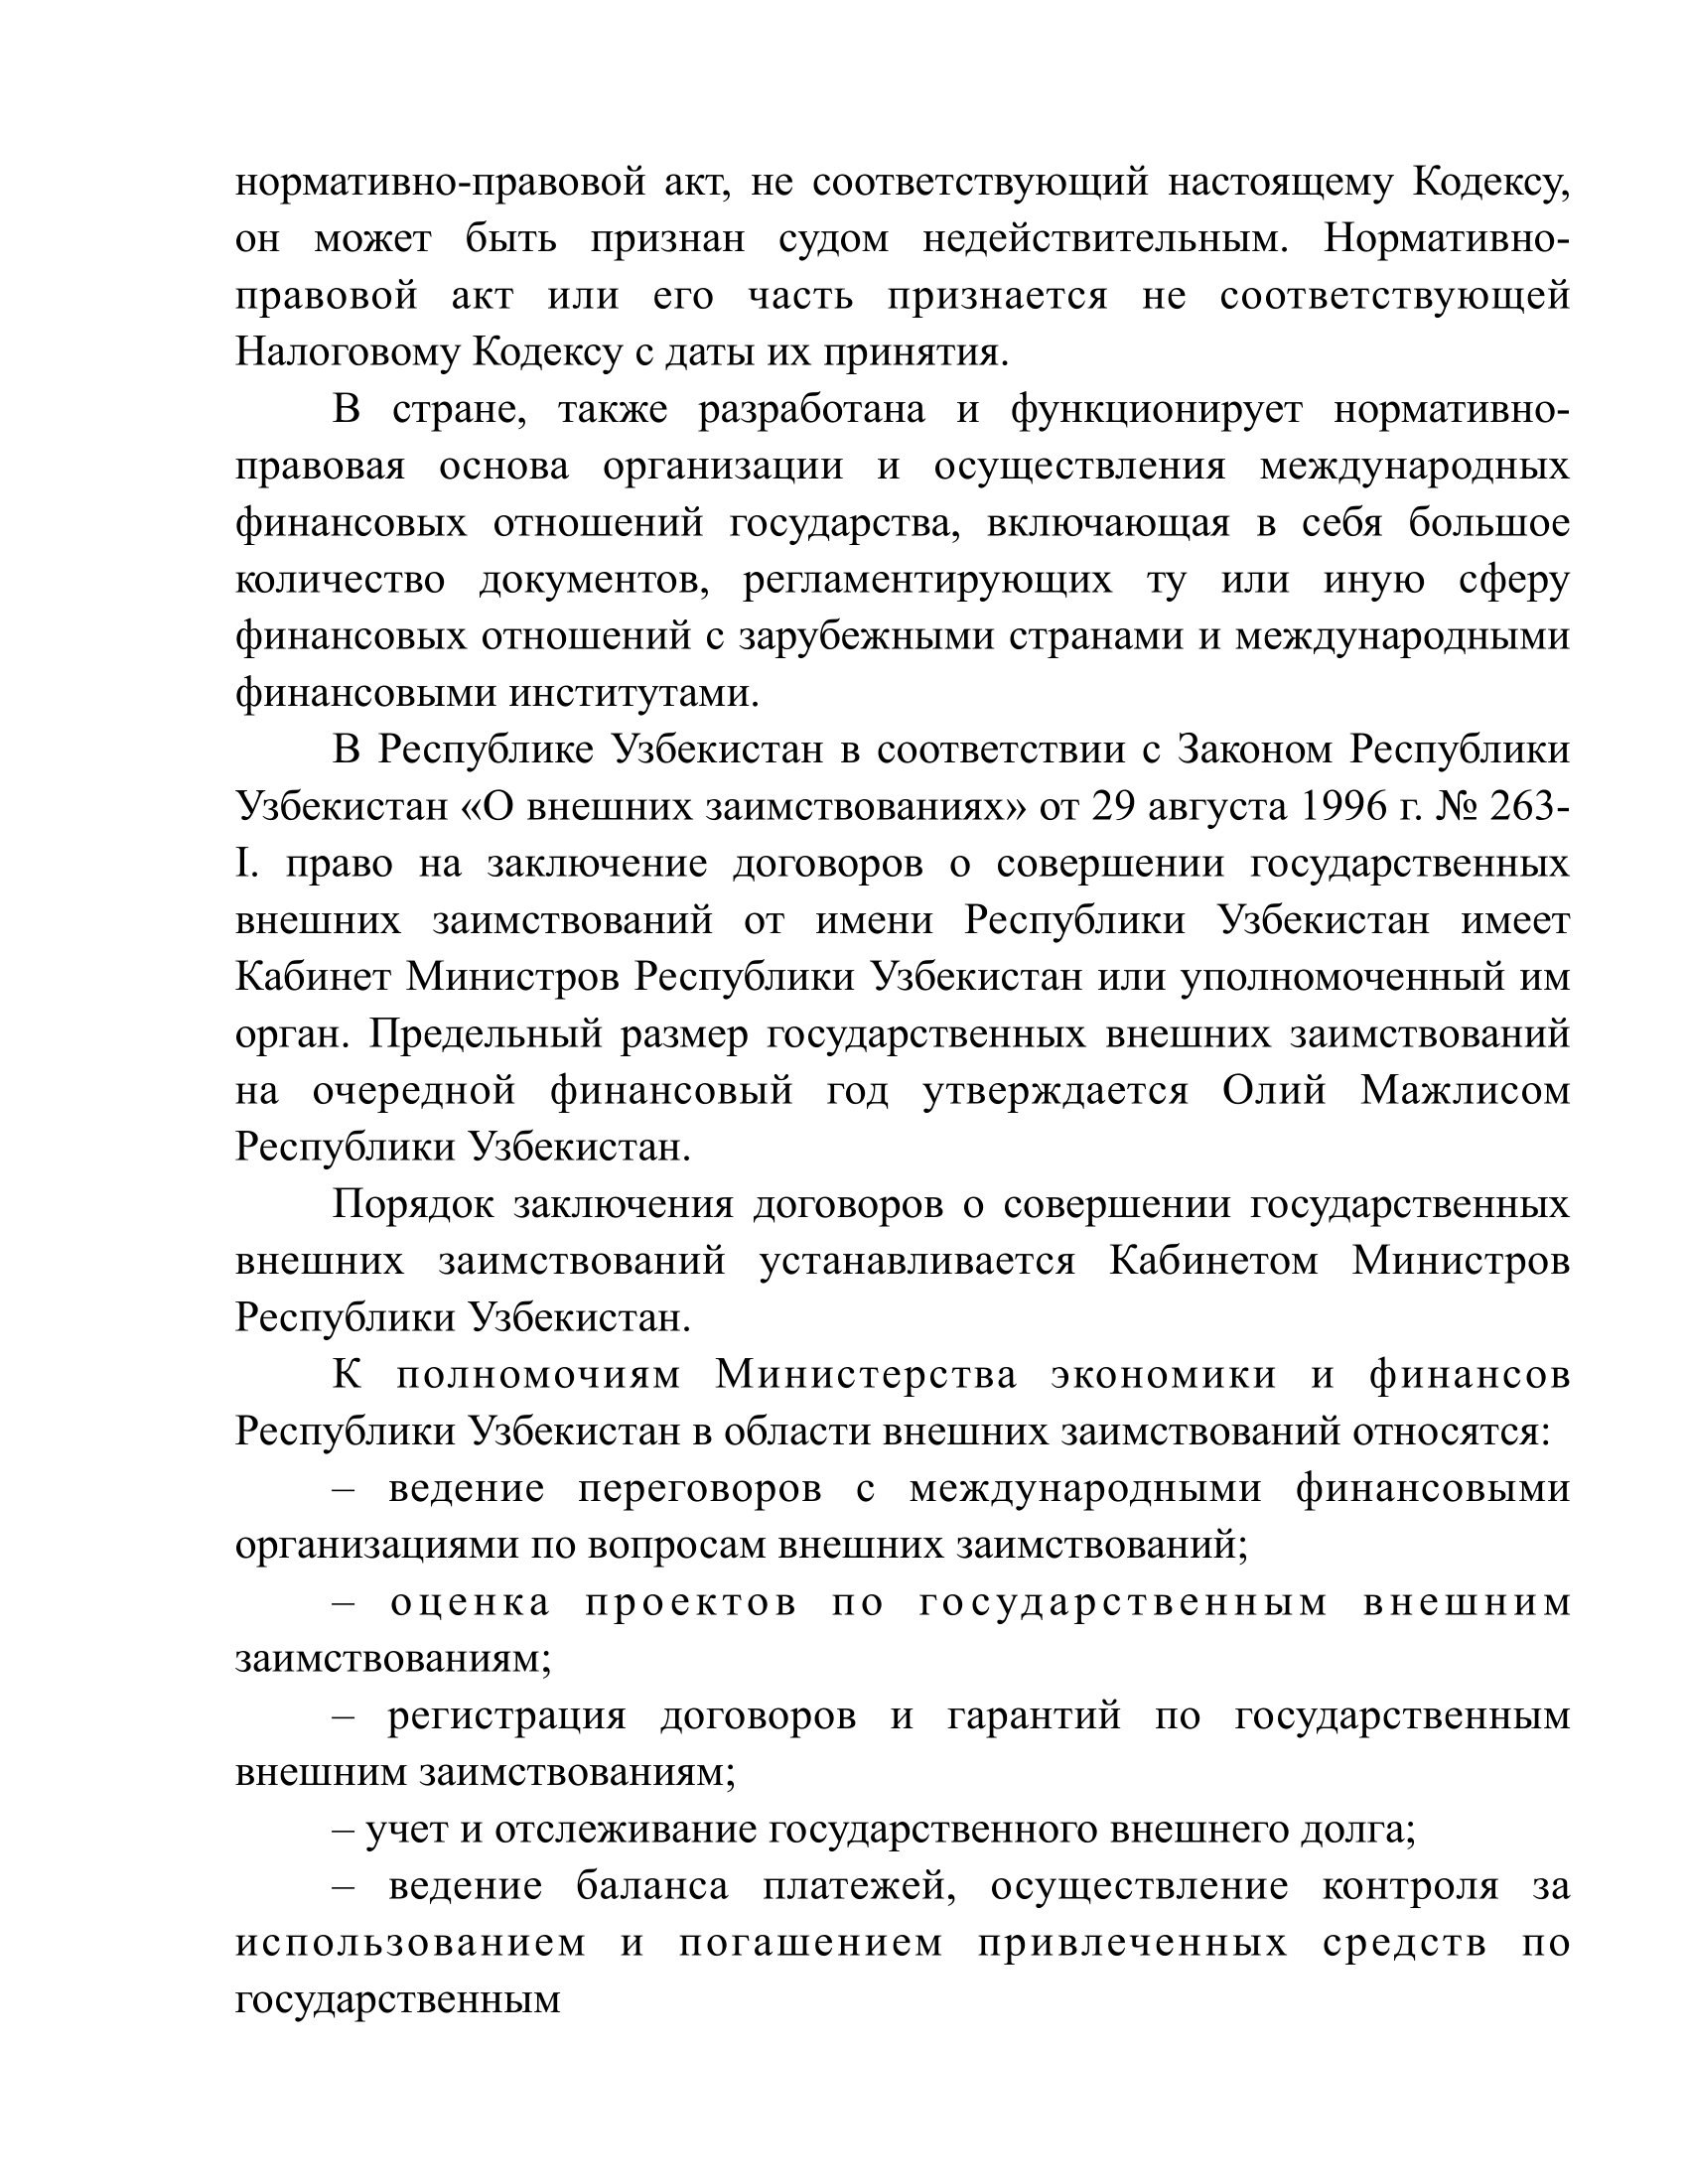 нормативно-правовой акт, не соответствующий настоящему Кодексу,
он может быть признан судом недействительным. Нормативно-
правовой акт или его часть признается не соответствующей
Налоговому Кодексу с даты их принятия.
В стране, также разработана и функционирует нормативно-
правовая основа организации и осуществления международных
финансовых отношений государства, включающая в себя большое
количество документов, регламентирующих ту или иную сферу
финансовых отношений с зарубежными странами и международными
финансовыми институтами.
В Республике Узбекистан в соответствии с Законом Республики
Узбекистан «О внешних заимствованиях» от 29 августа 1996 г. № 263-
I. право на заключение договоров о совершении государственных
внешних заимствований от имени Республики Узбекистан имеет
Кабинет Министров Республики Узбекистан или уполномоченный им
орган. Предельный размер государственных внешних заимствований
на очередной финансовый год утверждается Олий Мажлисом
Республики Узбекистан.
Порядок заключения договоров о совершении государственных
внешних заимствований устанавливается Кабинетом Министров
Республики Узбекистан.
К полномочиям Министерства экономики и финансов
Республики Узбекистан в области внешних заимствований относятся:
– ведение переговоров с международными финансовыми
организациями по вопросам внешних заимствований;
– оценка проектов по государственным внешним
заимствованиям;
– регистрация договоров и гарантий по государственным
внешним заимствованиям;
– учет и отслеживание государственного внешнего долга;
– ведение баланса платежей, осуществление контроля за
использованием и погашением привлеченных средств по
государственным